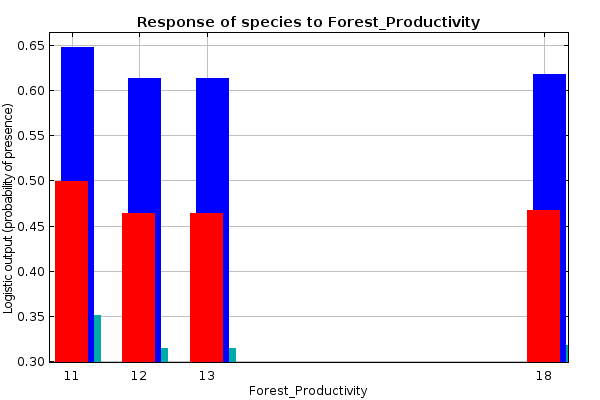 Response of species to Forest_Productivity
Logistic output (probability of presence)
0.65
0.60
0.55
0.50
0.45
0.40
0.35
0.30
11 12 13 18
Forest_Productivity